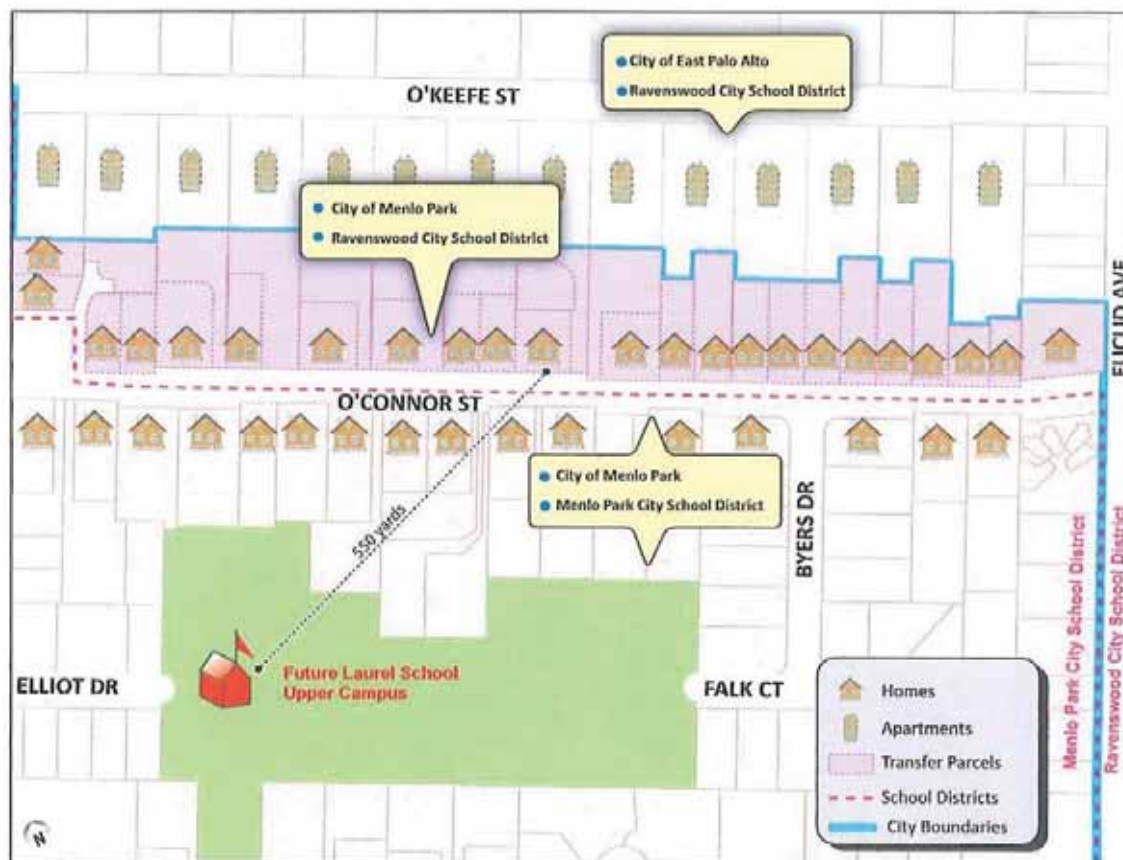 City of East Palo Alto
Ravenswood City School District
O'KEEFE ST
City of Menlo Park
Ravenswood City School District
EUCLID AVE
O'CONNOR ST
City of Menlo Park
Menlo Park City School District
550 yards
BYERS DR
Menlo Park City School District
Ravenswood City School District
Future Laurel School
Upper Campus
ELLIOT DR
FALK CT
Homes
Apartments
Transfer Parcels
School Districts
City Boundaries
N